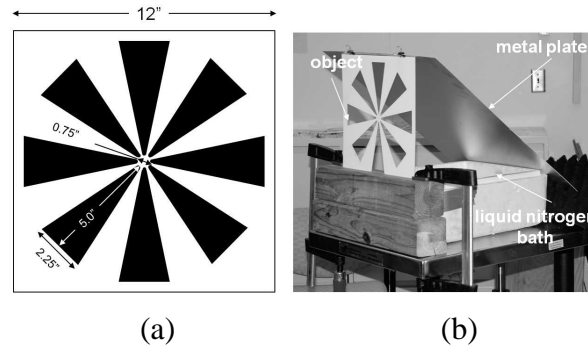 12”
0.75”
5.0”
2.25”
(a)
object
metal plate
liquid nitrogen
bath
(b)